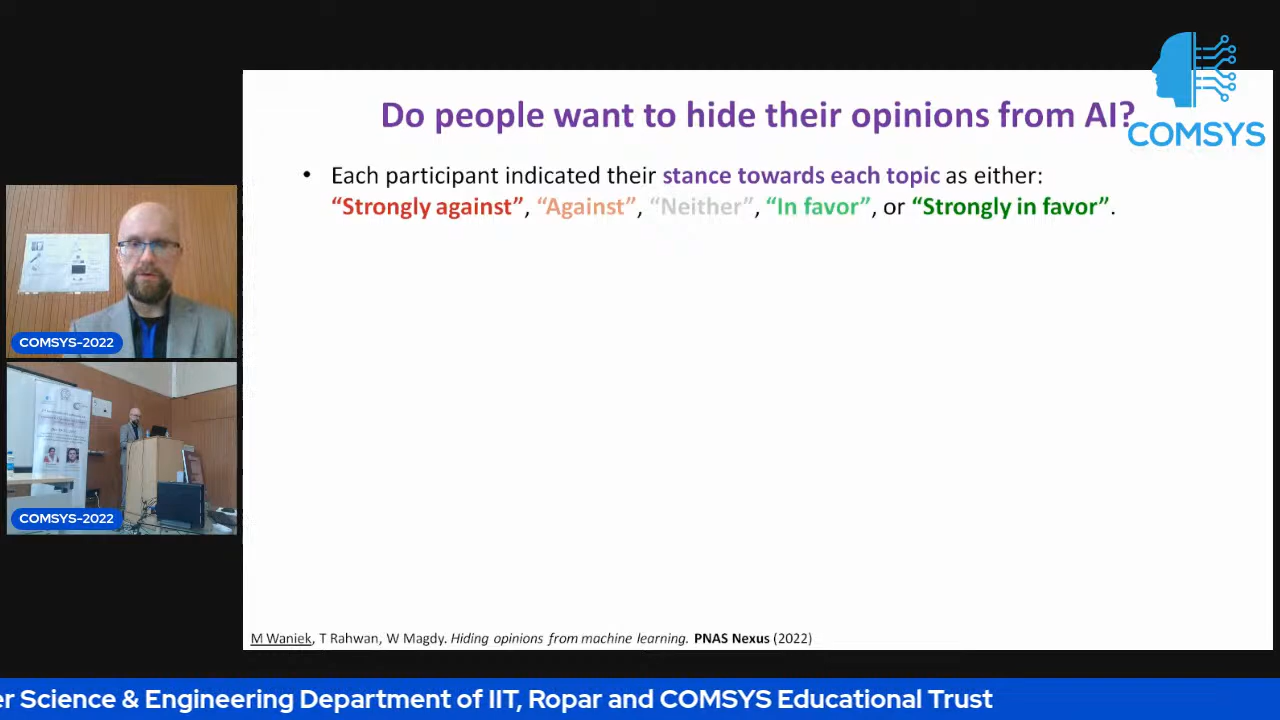 COMSYS
Do people want to hide their opinions from AI?
• Each participant indicated their stance towards each topic as either:
“Strongly against”, “Against”, “Neither”, “In favor”, or “Strongly in favor”.
COMSYS-2022
COMSYS-2022
M Waniek, T Rahwan, W Magdy. Hiding opinions from machine learning. PNAS Nexus (2022)
er Science & Engineering Department of IIT, Ropar and COMSYS Educational Trust